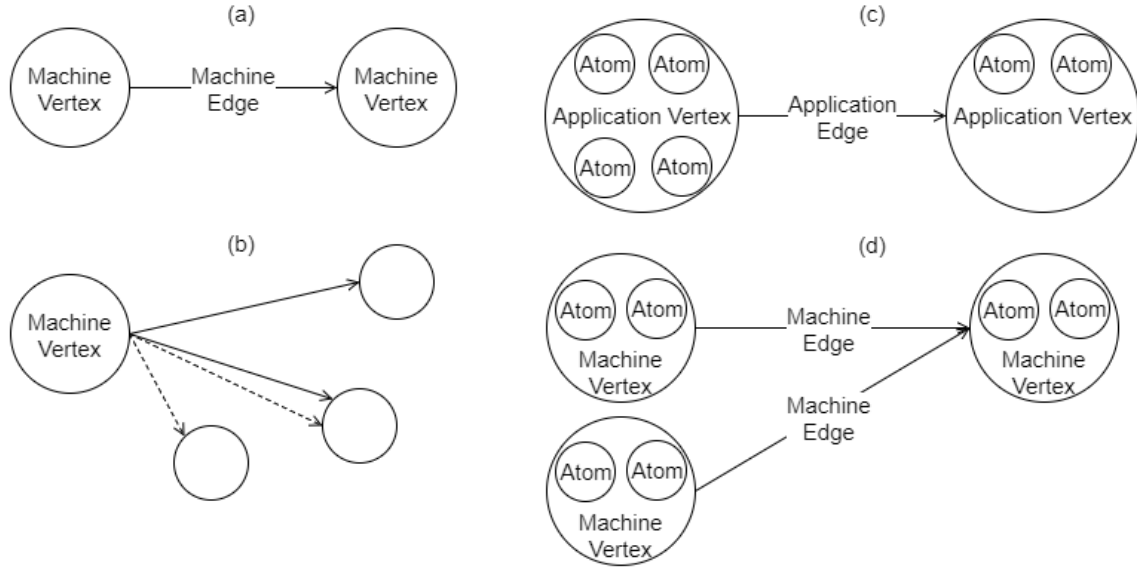 (a)
Machine
Vertex
Machine
Edge
Machine
Vertex
(b)
Machine
Vertex
(c)
Atom
Atom
Application Vertex
Atom
Atom
Application
Edge
Atom
Atom
Application Vertex
(d)
Atom
Atom
Machine
Vertex
Machine
Edge
Atom
Atom
Machine
Vertex
Machine
Edge
Atom
Atom
Machine
Vertex